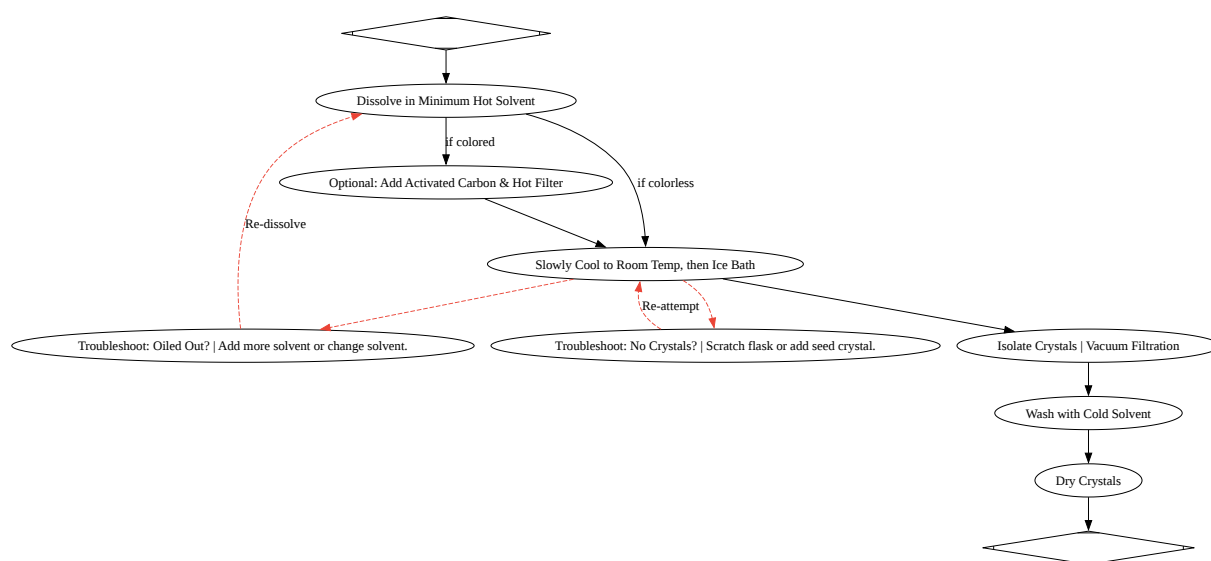 Dissolve in Minimum Hot Solvent
if colored
Optional: Add Activated Carbon & Hot Filter
if colorless
Re-dissolve
Slowly Cool to Room Temp, then Ice Bath
Re-attempt
Troubleshoot: Oiled Out? | Add more solvent or change solvent.
Troubleshoot: No Crystals? | Scratch flask or add seed crystal.
Isolate Crystals | Vacuum Filtration
Wash with Cold Solvent
Dry Crystals